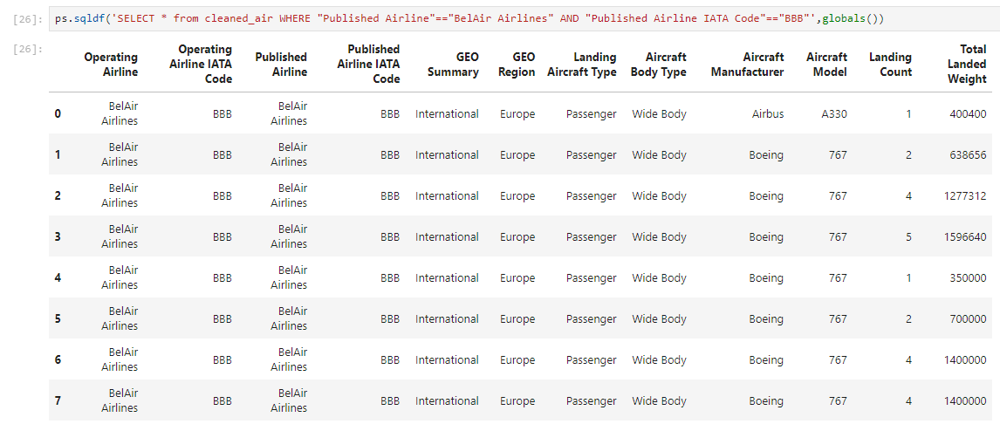 [26]: ps.sqldf('SELECT * from cleaned_air WHERE "Published Airline"=="BelAir Airlines" AND "Published Airline IATA Code"=="BBB"',globals())
[26]:
Operating Airline Operating Airline IATA Code Published Airline Published Airline IATA Code GEO Summary GEO Region Landing Aircraft Type Aircraft Body Type Aircraft Manufacturer Aircraft Model Landing Count Total Landed Weight
0 BelAir Airlines BBB BelAir Airlines BBB International Europe Passenger Wide Body Airbus A330 1 400400
1 BelAir Airlines BBB BelAir Airlines BBB International Europe Passenger Wide Body Boeing 767 2 638656
2 BelAir Airlines BBB BelAir Airlines BBB International Europe Passenger Wide Body Boeing 767 4 1277312
3 BelAir Airlines BBB BelAir Airlines BBB International Europe Passenger Wide Body Boeing 767 5 1596640
4 BelAir Airlines BBB BelAir Airlines BBB International Europe Passenger Wide Body Boeing 767 1 350000
5 BelAir Airlines BBB BelAir Airlines BBB International Europe Passenger Wide Body Boeing 767 2 700000
6 BelAir Airlines BBB BelAir Airlines BBB International Europe Passenger Wide Body Boeing 767 4 1400000
7 BelAir Airlines BBB BelAir Airlines BBB International Europe Passenger Wide Body Boeing 767 4 1400000